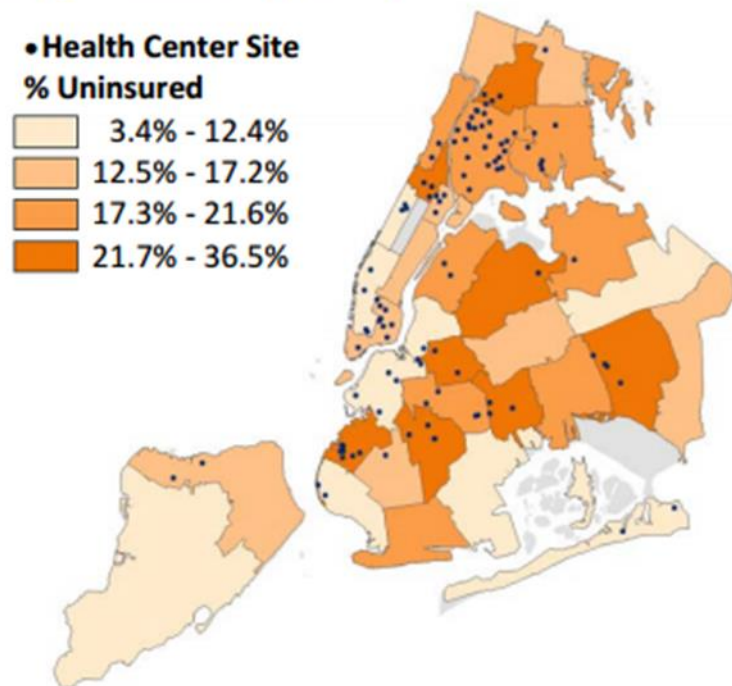 •Health Center Site
% Uninsured
3.4% - 12.4%
12.5% - 17.2%
17.3% - 21.6%
21.7% - 36.5%